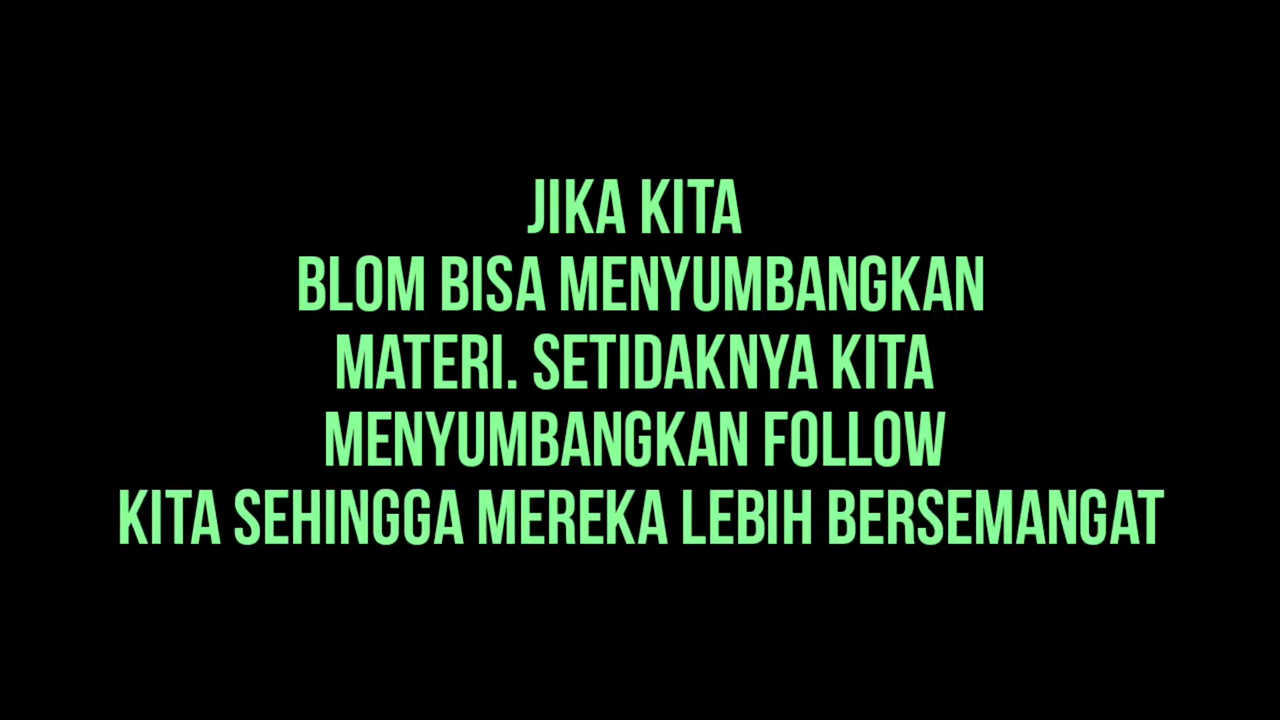 JIKA KITA
BLOM BISA MENYUMBANGKAN
MATERI. SETIDAKNYA KITA
MENYUMBANGKAN FOLLOW
KITA SEHINGGA MEREKA LEBIH BERSEMANGAT